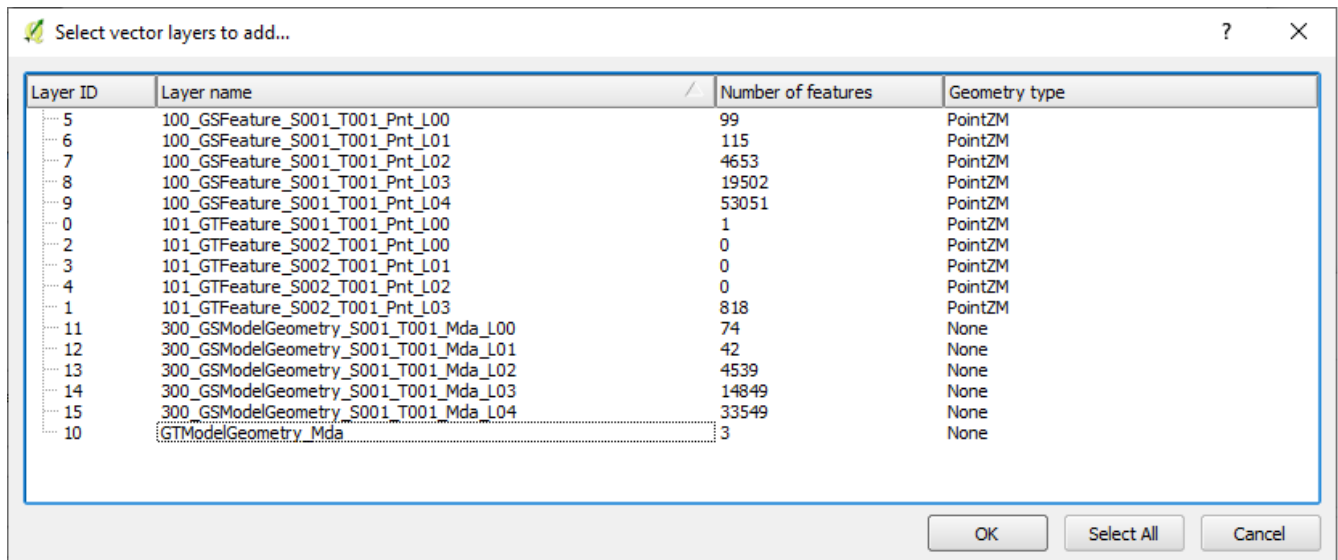 Select vector layers to add... ?
Layer ID Layer name Number of features Geometry type
5 100_GSFeature_S001_T001_Pnt_L00 99 PointZM
6 100_GSFeature_S001_T001_Pnt_L01 115 PointZM
7 100_GSFeature_S001_T001_Pnt_L02 4653 PointZM
8 100_GSFeature_S001_T001_Pnt_L03 19502 PointZM
9 100_GSFeature_S001_T001_Pnt_L04 53051 PointZM
0 101_GTFeature_S001_T001_Pnt_L00 1 PointZM
2 101_GTFeature_S002_T001_Pnt_L00 0 PointZM
3 101_GTFeature_S002_T001_Pnt_L01 0 PointZM
4 101_GTFeature_S002_T001_Pnt_L02 0 PointZM
1 101_GTFeature_S002_T001_Pnt_L03 818 PointZM
11 300_GSModelGeometry_S001_T001_Mda_L00 74 None
12 300_GSModelGeometry_S001_T001_Mda_L01 42 None
13 300_GSModelGeometry_S001_T001_Mda_L02 4539 None
14 300_GSModelGeometry_S001_T001_Mda_L03 14849 None
15 300_GSModelGeometry_S001_T001_Mda_L04 33549 None
10 GTModelGeometry_Mda 3 None
OK Select All Cancel